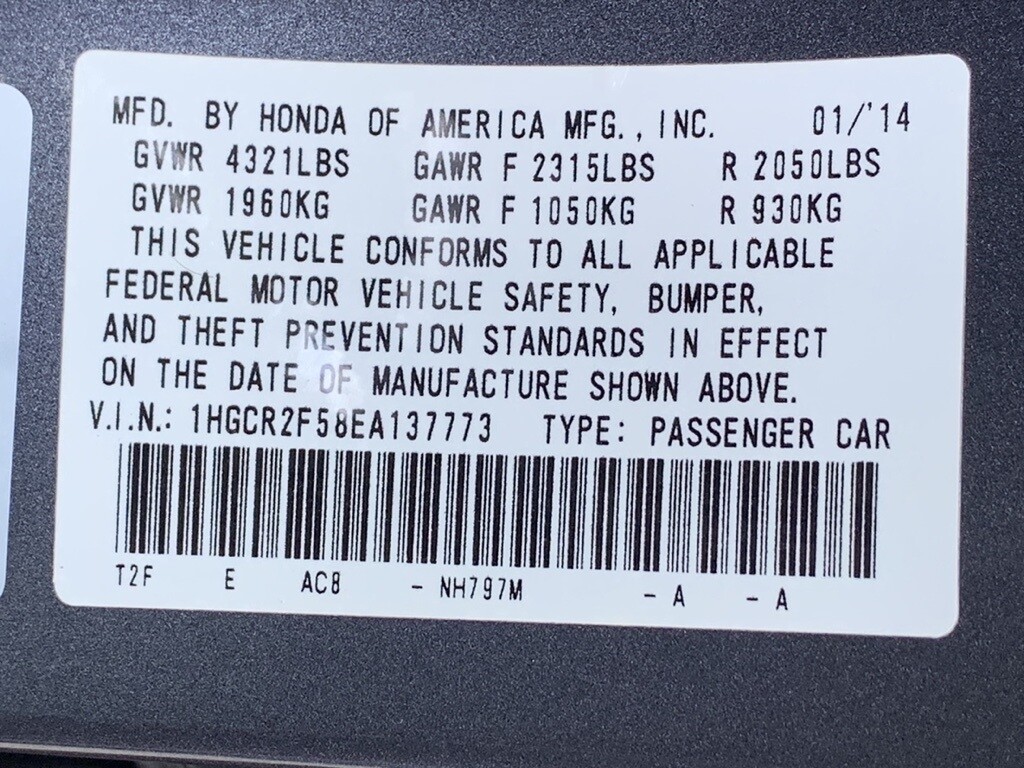 MFD. BY HONDA OF AMERICA MFG., INC. 01/'14
GVWR 4321LBS GAWR F 2315LBS R 2050LBS
GVWR 1960KG GAWR F 1050KG R 930KG
THIS VEHICLE CONFORMS TO ALL APPLICABLE
FEDERAL MOTOR VEHICLE SAFETY, BUMPER,
AND THEFT PREVENTION STANDARDS IN EFFECT
ON THE DATE OF MANUFACTURE SHOWN ABOVE.
V.I.N.: 1HGCR2F58EA137773 TYPE: PASSENGER CAR
T2F E AC8 - NH797M - A - A